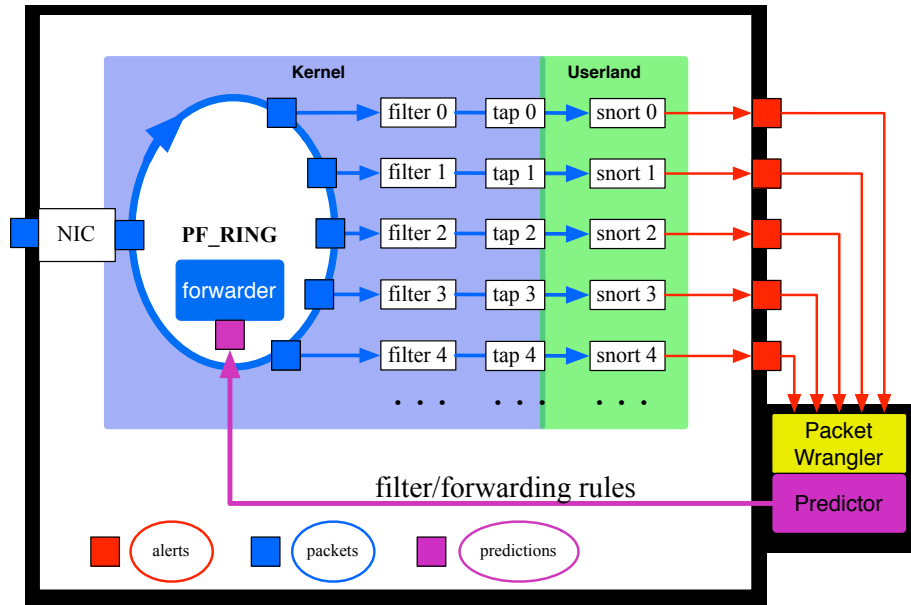 Kernel
Userland
filter 0
tap 0
snort 0
filter 1
tap 1
snort 1
NIC
PF_RING
filter 2
tap 2
snort 2
forwarder
filter 3
tap 3
snort 3
filter 4
tap 4
snort 4
. . .
. . .
. . .
Packet
Wrangler
filter/forwarding rules
Predictor
alerts
packets
predictions